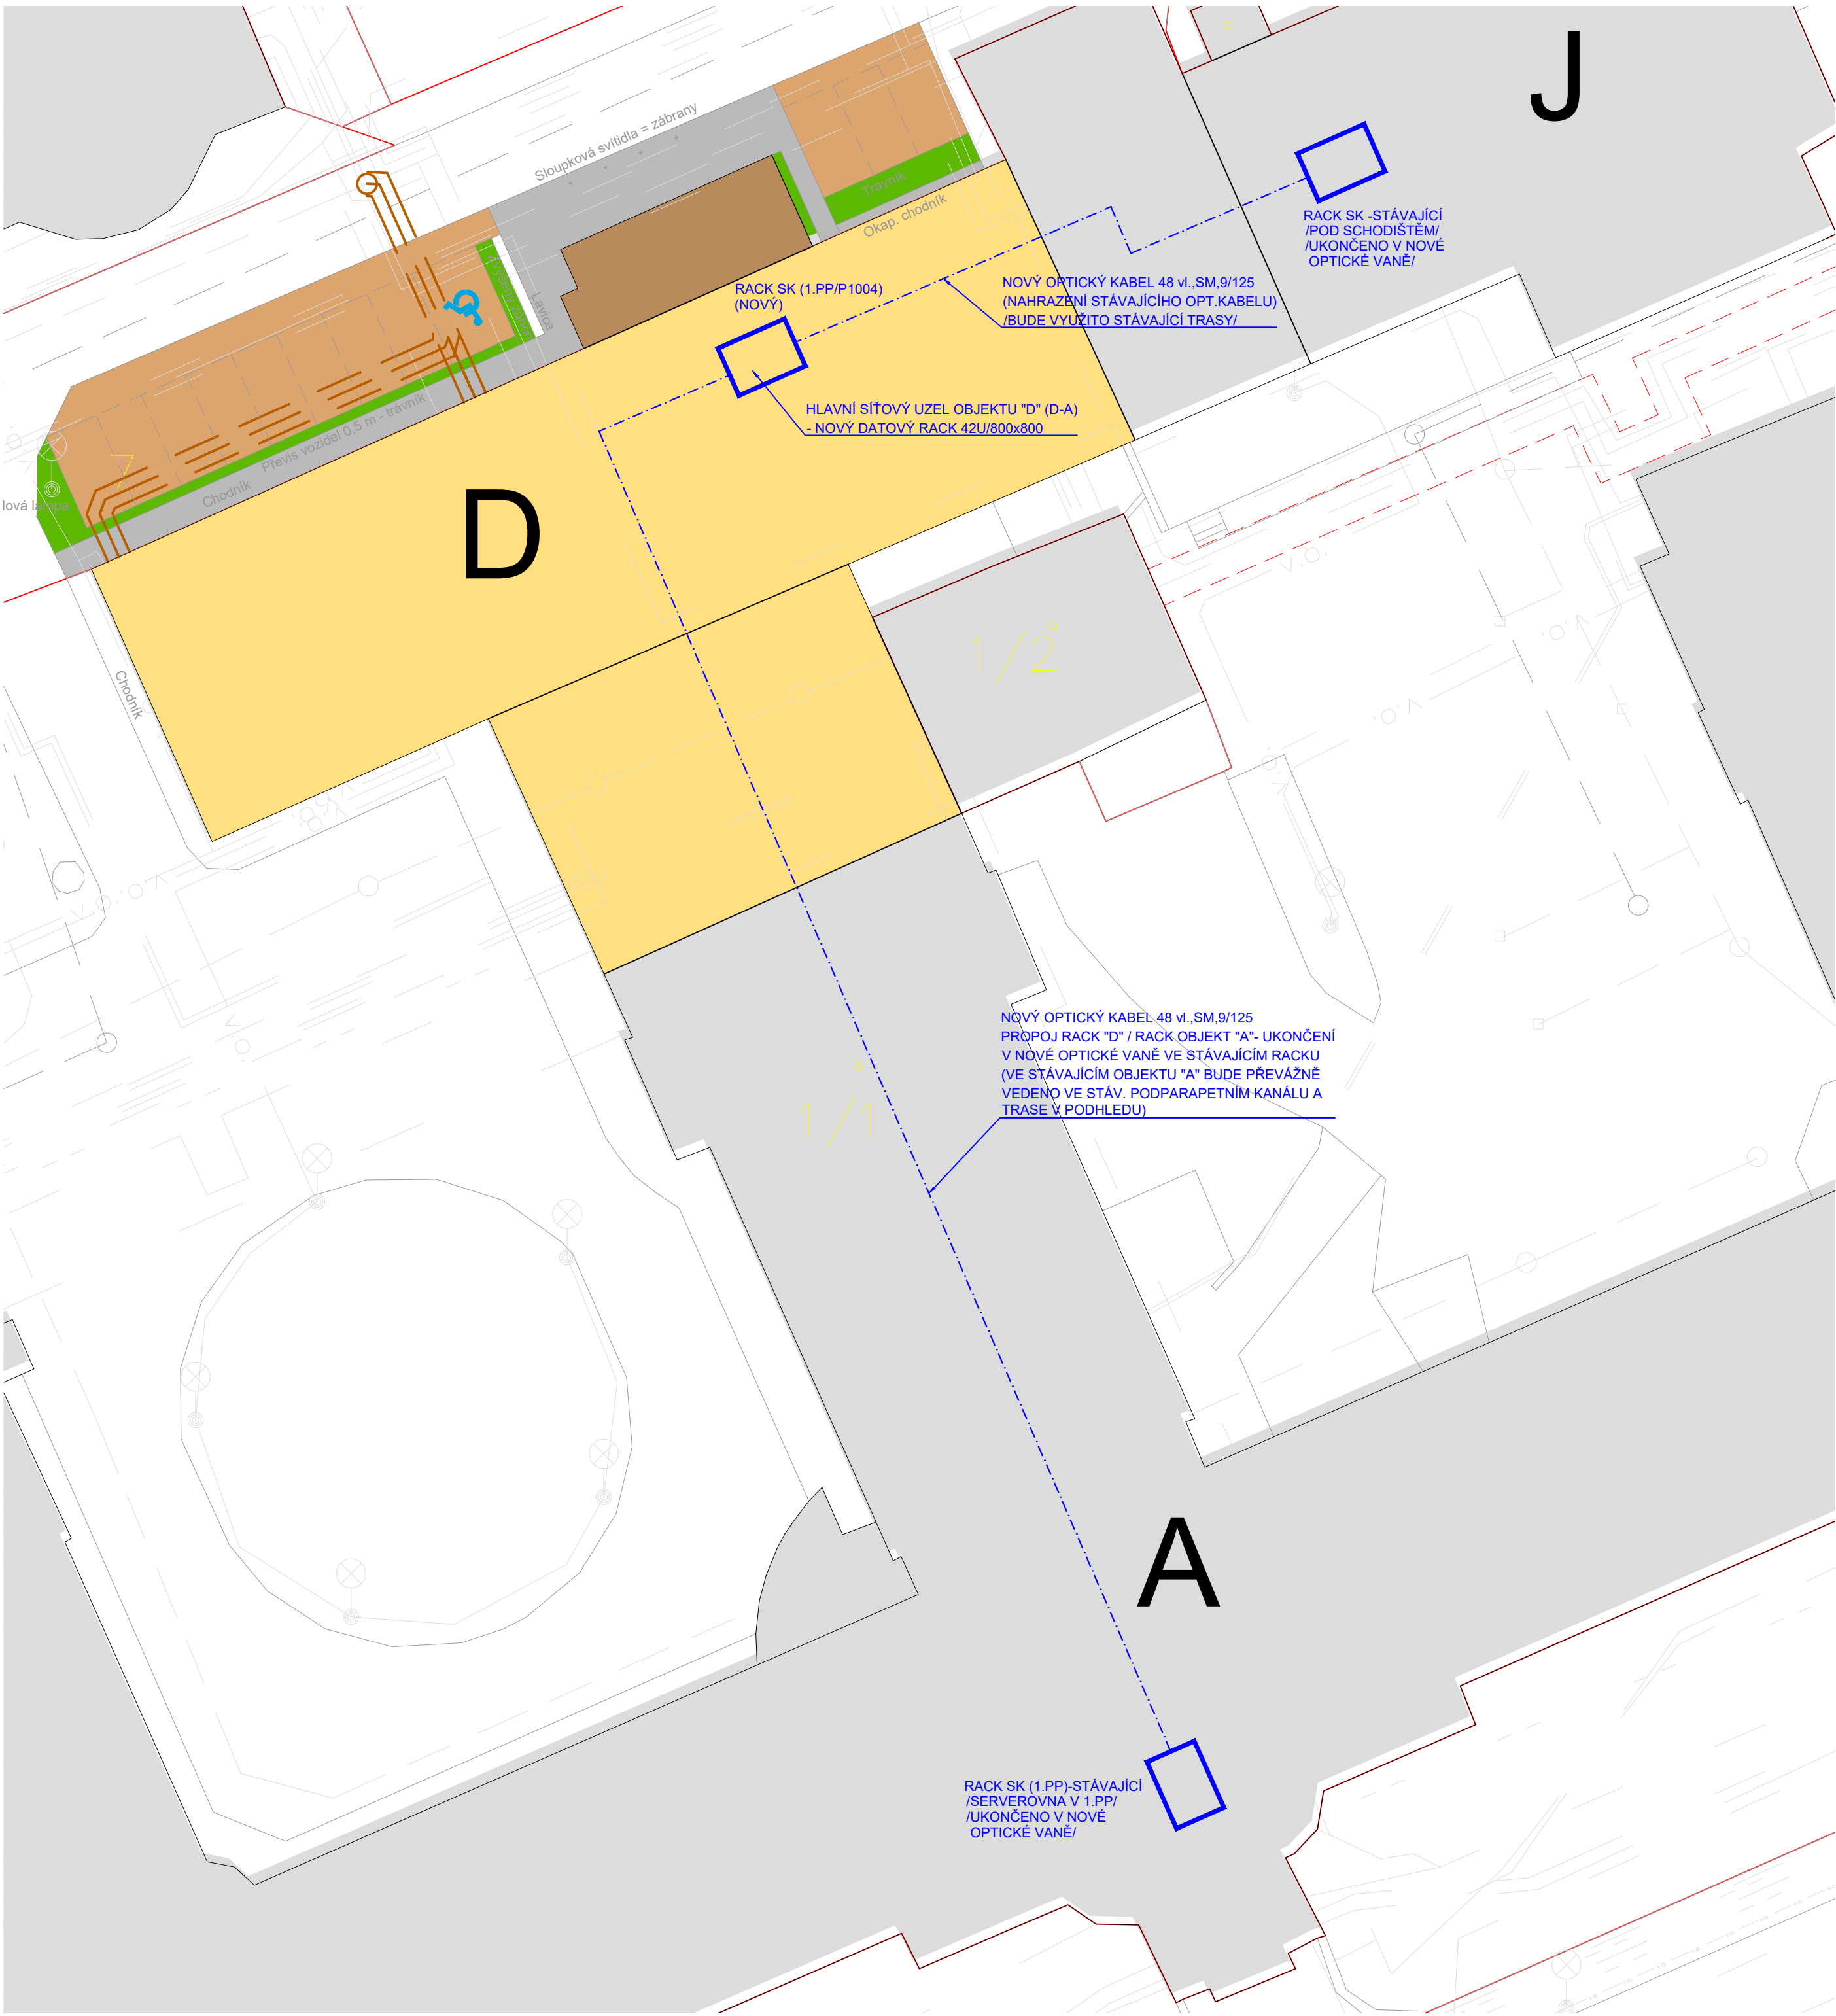 J
Sloupková svítidla = zábrany
Trávník
Okap. chodník
RACK SK -STÁVAJÍCÍ
/POD SCHODIŠTĚM/
/UKONČENO V NOVÉ
OPTICKÉ VANĚ/
NOVÝ OPTICKÝ KABEL 48 vl.,SM,9/125
(NAHRAZENÍ STÁVAJÍCÍHO OPT.KABELU)
/BUDE VYUŽITO STÁVAJÍCÍ TRASY/
RACK SK (1.PP/P1004)
(NOVÝ)
Lavice
HLAVNÍ SÍŤOVÝ UZEL OBJEKTU "D" (D-A)
- NOVÝ DATOVÝ RACK 42U/800x800
Převis vozidel 0,5 m - trávník
7
Chodník
D
1/2
Chodník
NOVÝ OPTICKÝ KABEL 48 vl.,SM,9/125
PROPOJ RACK "D" / RACK OBJEKT "A"- UKONČENÍ
V NOVÉ OPTICKÉ VANĚ VE STÁVAJÍCÍM RACKU
(VE STÁVAJÍCÍM OBJEKTU "A" BUDE PŘEVÁŽNĚ
VEDENO VE STÁV. PODPARAPETNÍM KANÁLU A
TRASE V PODHLEDU)
1/1
A
RACK SK (1.PP)-STÁVAJÍCÍ
/SERVEROVNA V 1.PP/
/UKONČENO V NOVÉ
OPTICKÉ VANĚ/